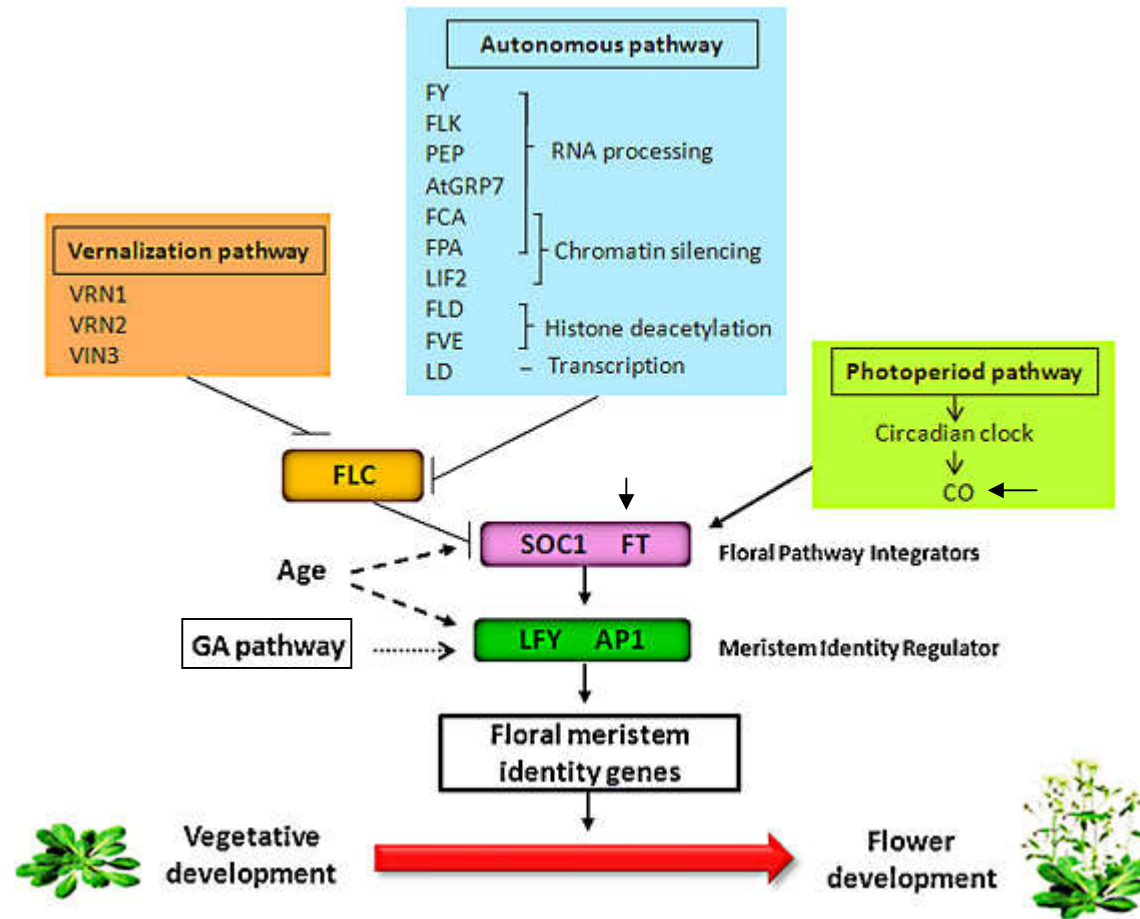 Autonomous pathway
FY
FLK
PEP
AtGRP7
FCA
FPA
LIF2
FLD
FVE
LD
RNA processing
Chromatin silencing
Histone deacetylation
Transcription
Vernalization pathway
VRN1
VRN2
VIN3
Photoperiod pathway
Circadian clock
CO
FLC
SOC1 FT
Floral Pathway Integrators
Age
GA pathway
LFY AP1
Meristem Identity Regulator
Floral meristem
identity genes
Vegetative
development
Flower
development